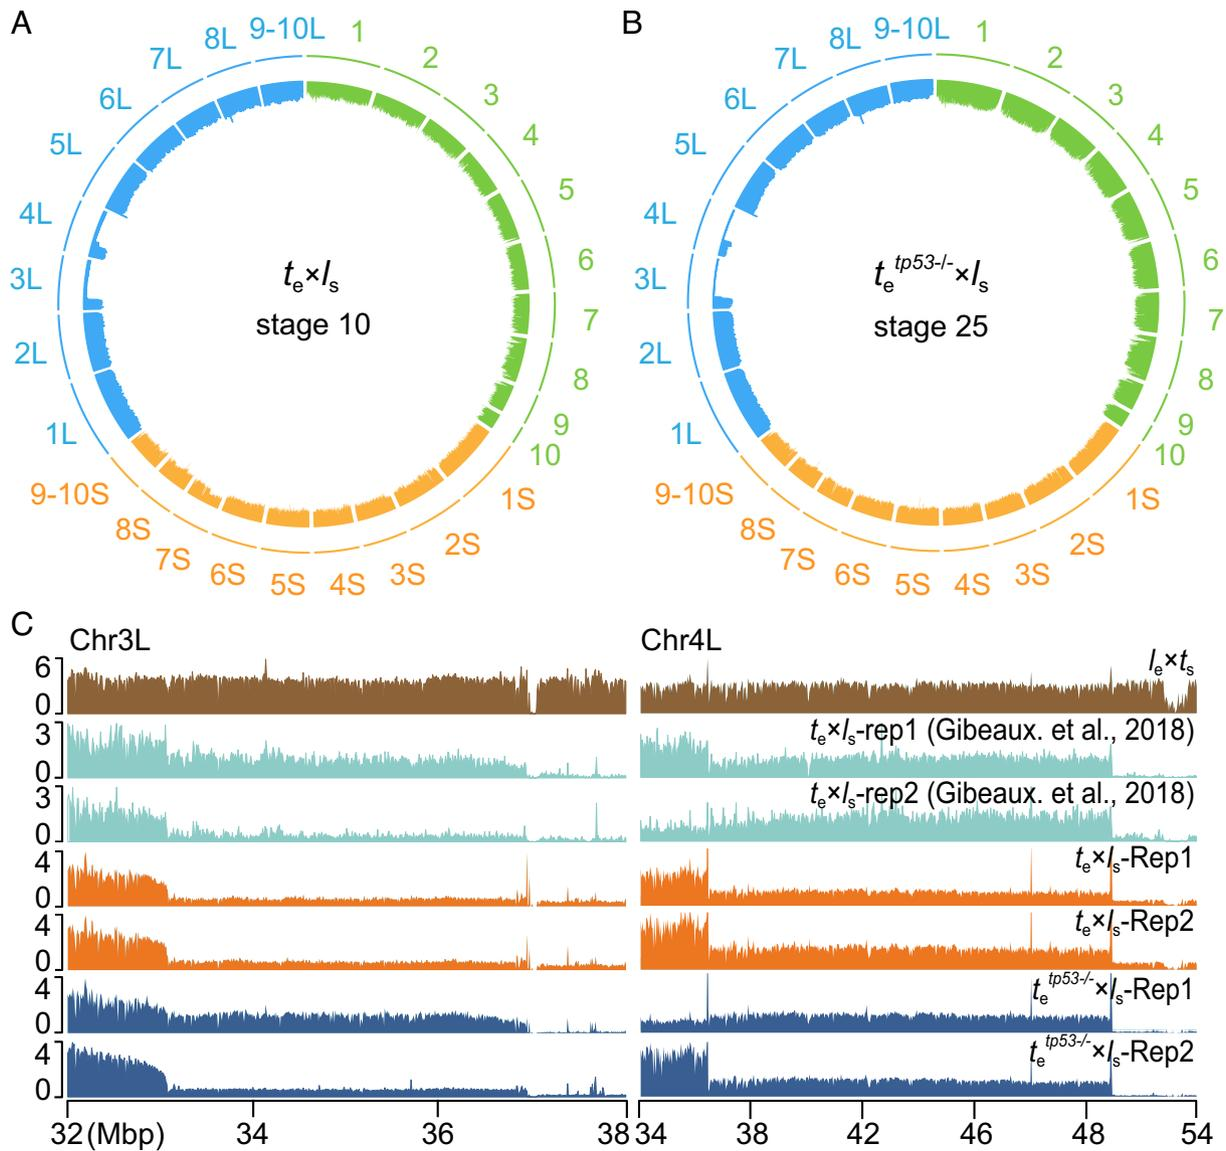 A
9-10L
1
2
3
4
5
6
7
8
9
10
1S
2S
3S
4S
5S
6S
7S
8S
9-10S
1L
2L
3L
4L
5L
6L
7L
8L
te×ls
stage 10
B
9-10L
1
2
3
4
5
6
7
8
9
10
1S
2S
3S
4S
5S
6S
7S
8S
9-10S
1L
2L
3L
4L
5L
6L
7L
8L
te tp53-/-×ls
stage 25
C
Chr3L
Chr4L
6
0
le×ts
3
0
te×ls-rep1 (Gibeaux. et al., 2018)
3
0
te×ls-rep2 (Gibeaux. et al., 2018)
4
0
te×ls-Rep1
4
0
te×ls-Rep2
4
0
te tp53-/-×ls-Rep1
4
0
te tp53-/-×ls-Rep2
32 (Mbp) 34 36 38
34 38 42 46 48 54